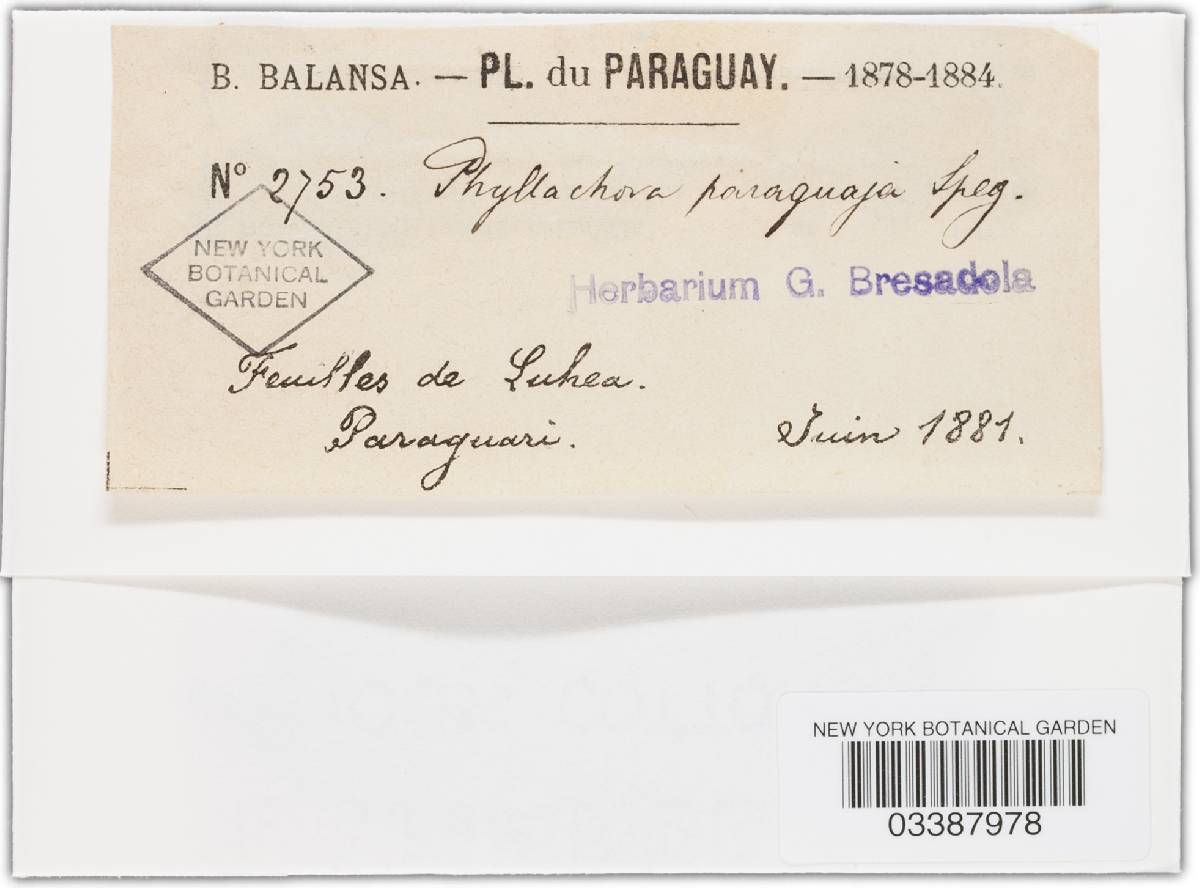 B. BALANSA. — PL. du PARAGUAY. — 1878-1884.
Nº 2753. Phyllachora paraguaja Speg.
NEW YORK
BOTANICAL
GARDEN
Herbarium G. Bresadola
Feuilles de Luhea.
Paraguari. Juin 1881.
NEW YORK BOTANICAL GARDEN
03387978